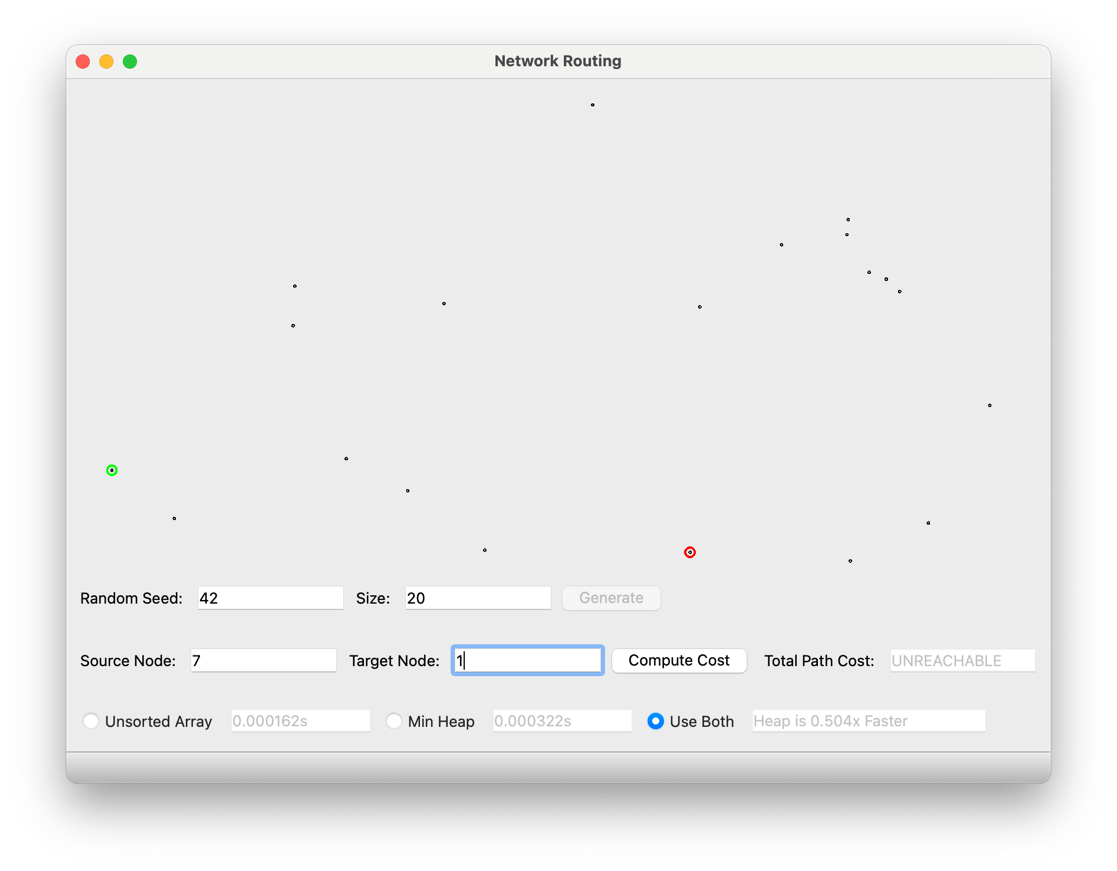 Network Routing
Random Seed: 42 Size: 20 Generate
Source Node: 7 Target Node: 1 Compute Cost Total Path Cost: UNREACHABLE
Unsorted Array 0.000162s Min Heap 0.000322s Use Both Heap is 0.504x Faster